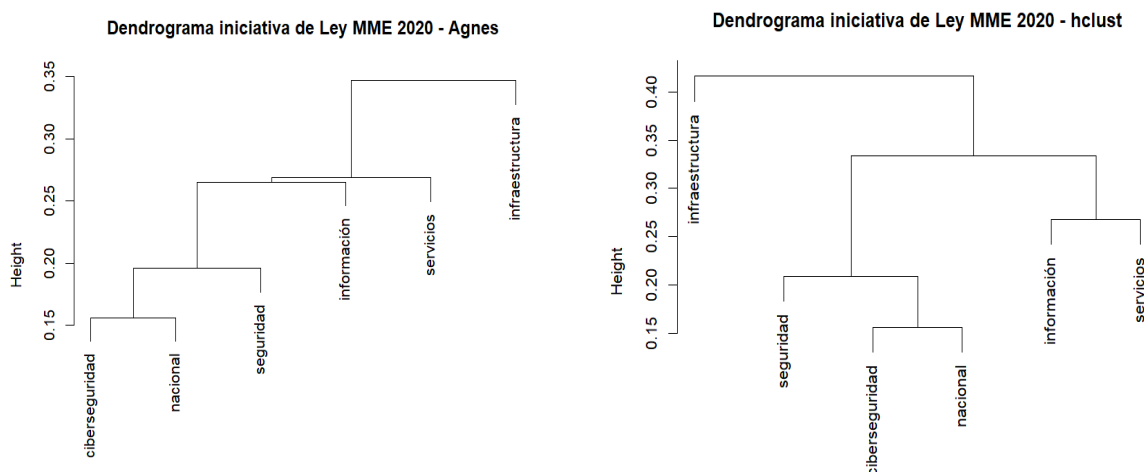 Dendrograma iniciativa de Ley MME 2020 - Agnes
Height
0.35
0.30
0.25
0.20
0.15
ciberseguridad
nacional
seguridad
información
servicios
infraestructura
Dendrograma iniciativa de Ley MME 2020 - hclust
Height
0.40
0.35
0.30
0.25
0.20
0.15
infraestructura
seguridad
ciberseguridad
nacional
información
servicios